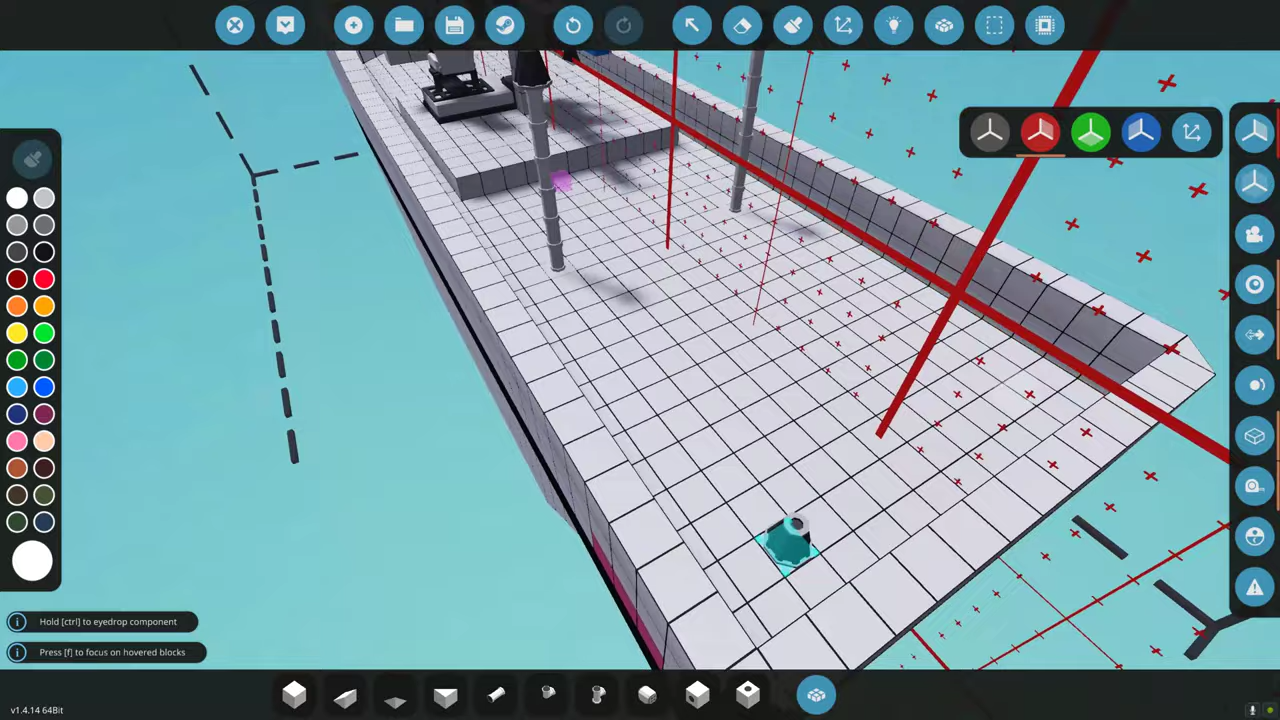 Hold [ctrl] to eyedrop component
Press [f] to focus on hovered blocks
v1.4.14 64Bit